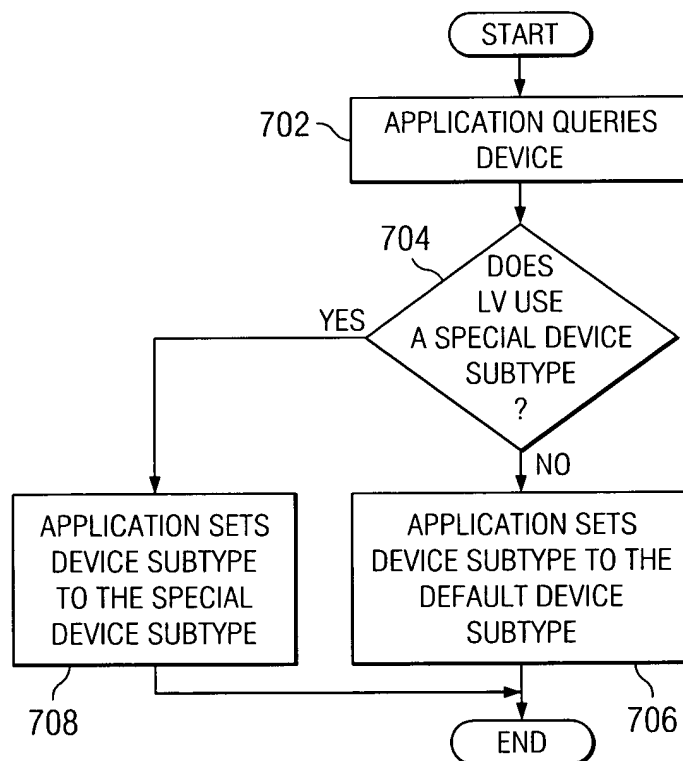 START
702
APPLICATION QUERIES
DEVICE
704
DOES
LV USE
A SPECIAL DEVICE
SUBTYPE
?
YES
NO
APPLICATION SETS
DEVICE SUBTYPE
TO THE SPECIAL
DEVICE SUBTYPE
APPLICATION SETS
DEVICE SUBTYPE TO THE
DEFAULT DEVICE
SUBTYPE
708
706
END